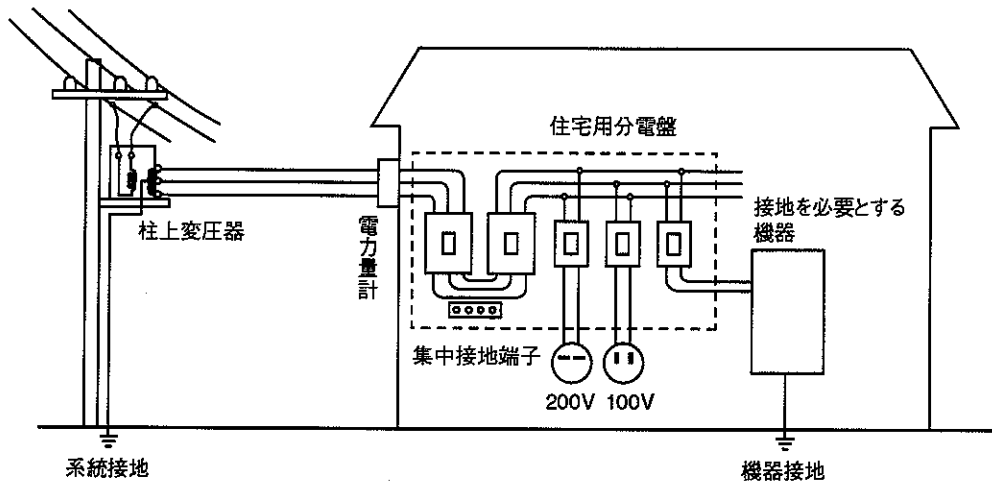 住宅用分電盤
接地を必要とする
機器
柱上変圧器
電力量計
集中接地端子
200V
100V
系統接地
機器接地